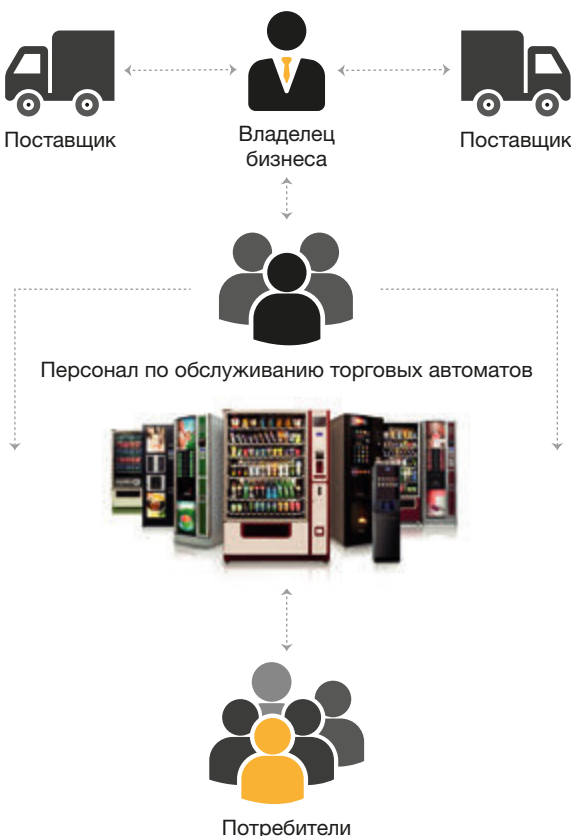 Поставщик
Владелец
бизнеса
Поставщик
Персонал по обслуживанию торговых автоматов
Потребители